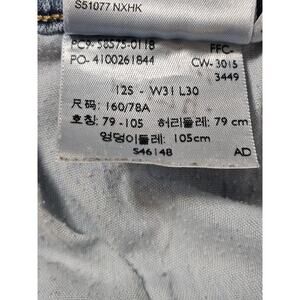 S51077 NXHK
PC9-58575-0118 FFC-
PO-4100261844 CW-3015
3449
12S - W31 L30
尺码: 160/78A
호칭: 79-105 허리둘레: 79 cm
엉덩이둘레: 105cm
S4614B AD